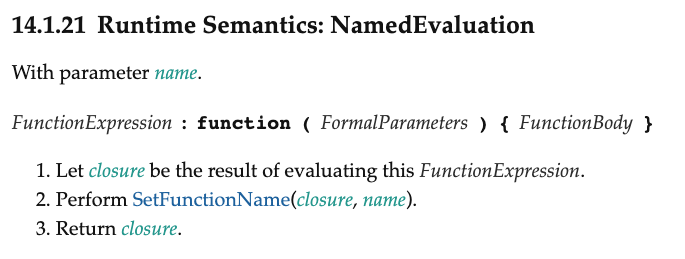 14.1.21 Runtime Semantics: NamedEvaluation
With parameter name.
FunctionExpression : function ( FormalParameters ) { FunctionBody }
1. Let closure be the result of evaluating this FunctionExpression.
2. Perform SetFunctionName(closure, name).
3. Return closure.